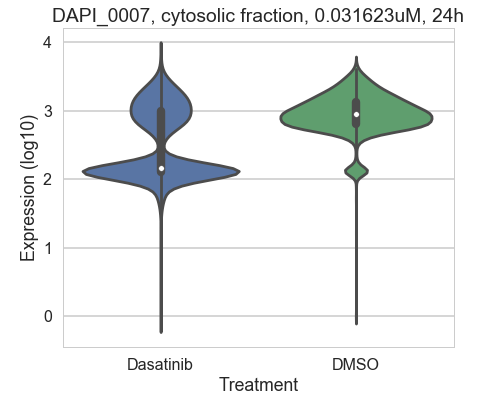 DAPI_0007, cytosolic fraction, 0.031623uM, 24h
4
3
2
1
0
Expression (log10)
Dasatinib DMSO
Treatment